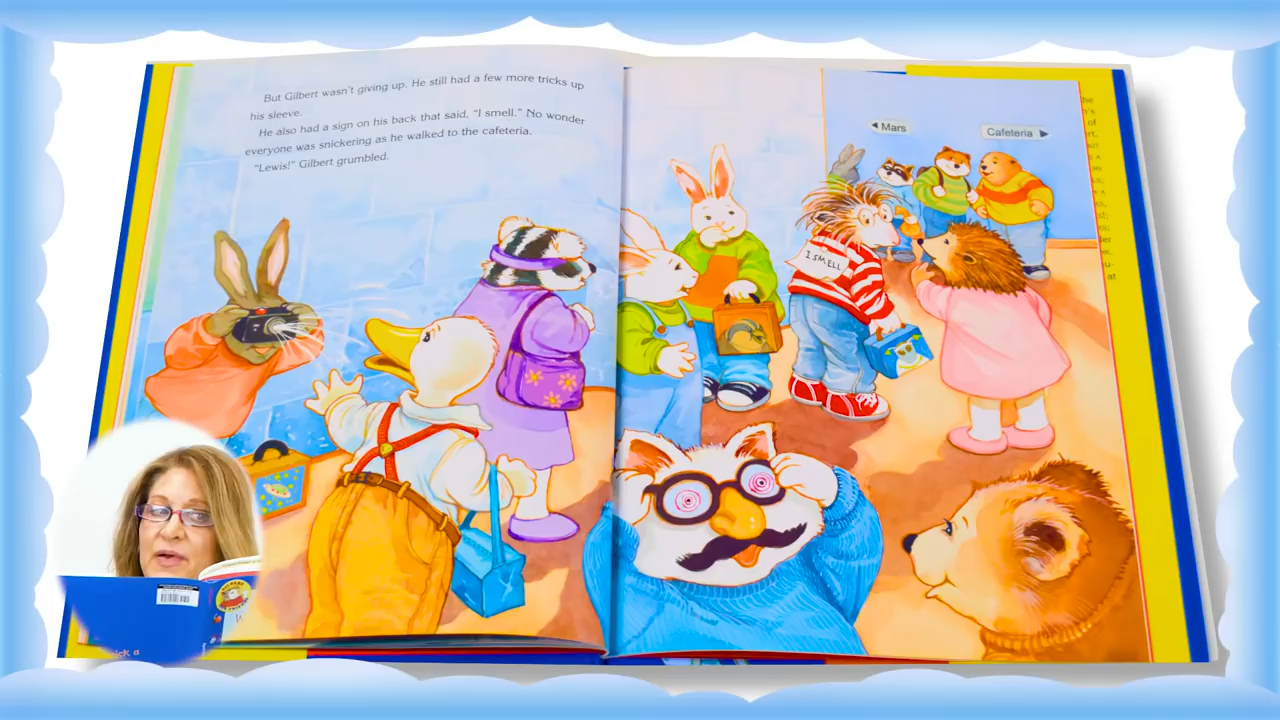 But Gilbert wasn't giving up. He still had a few more tricks up
his sleeve.
He also had a sign on his back that said, "I smell." No wonder
everyone was snickering as he walked to the cafeteria.
"Lewis!" Gilbert grumbled.
Mars
Cafeteria
I SMELL